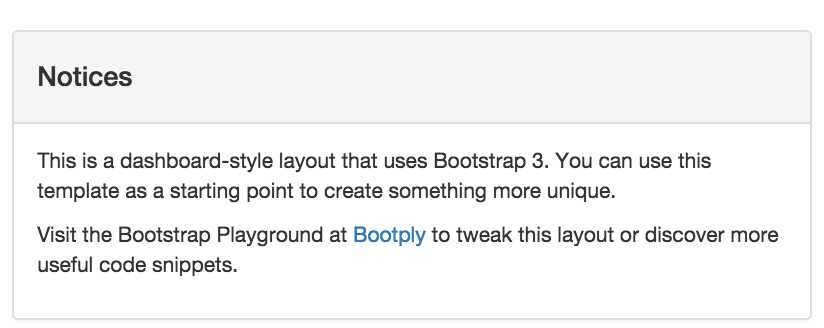 Notices
This is a dashboard-style layout that uses Bootstrap 3. You can use this
template as a starting point to create something more unique.
Visit the Bootstrap Playground at Bootply to tweak this layout or discover more
useful code snippets.